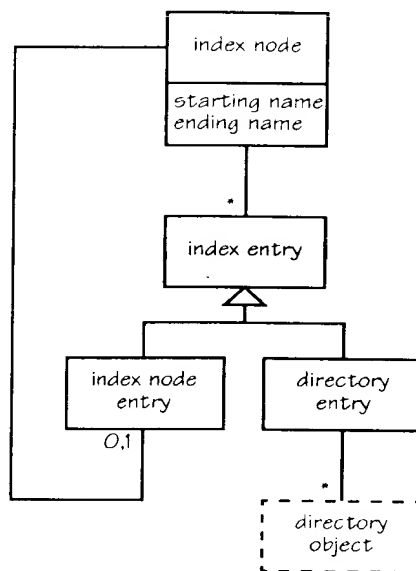 index node
starting name
ending name
*
index entry
index node
entry
directory
entry
0,1
*
directory
object